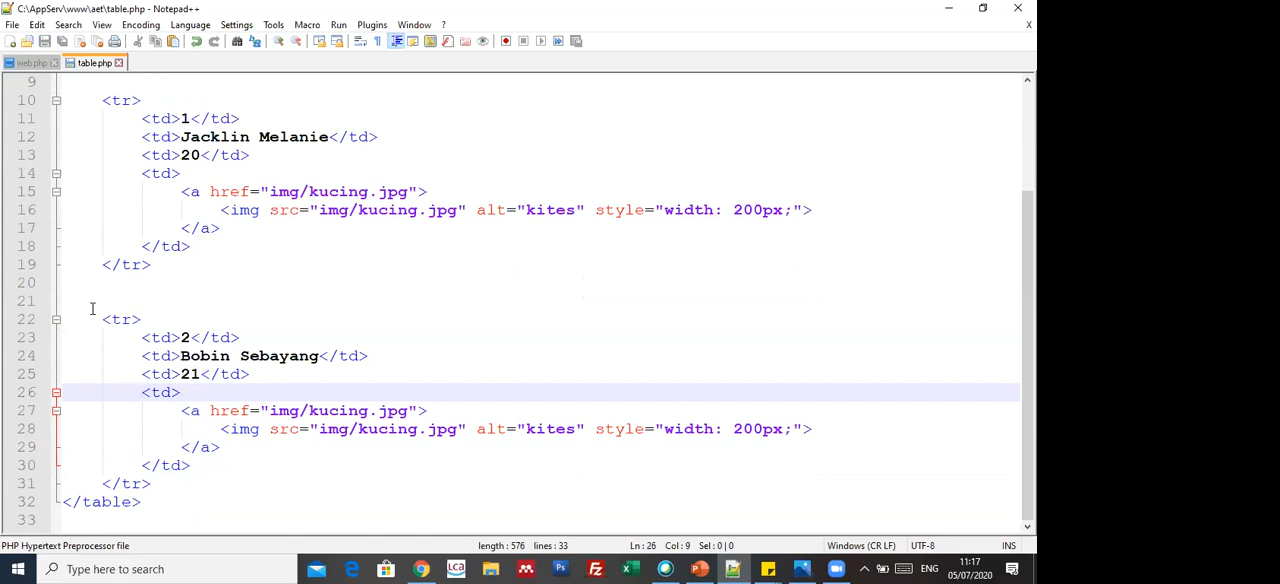 C:\AppServ\www\aet\table.php - Notepad++
File Edit Search View Encoding Language Settings Tools Macro Run Plugins Window ? X
web.php table.php
9
10 <tr>
11 <td>1</td>
12 <td>Jacklin Melanie</td>
13 <td>20</td>
14 <td>
15 <a href="img/kucing.jpg">
16 <img src="img/kucing.jpg" alt="kites" style="width: 200px;">
17 </a>
18 </td>
19 </tr>
20
21
22 <tr>
23 <td>2</td>
24 <td>Bobin Sebayang</td>
25 <td>21</td>
26 <td>
27 <a href="img/kucing.jpg">
28 <img src="img/kucing.jpg" alt="kites" style="width: 200px;">
29 </a>
30 </td>
31 </tr>
32 </table>
33
PHP Hypertext Preprocessor file length : 576 lines : 33 Ln : 26 Col : 9 Sel : 0 | 0 Windows (CR LF) UTF-8 INS
Type here to search LCA ENG 11:17
05/07/2020